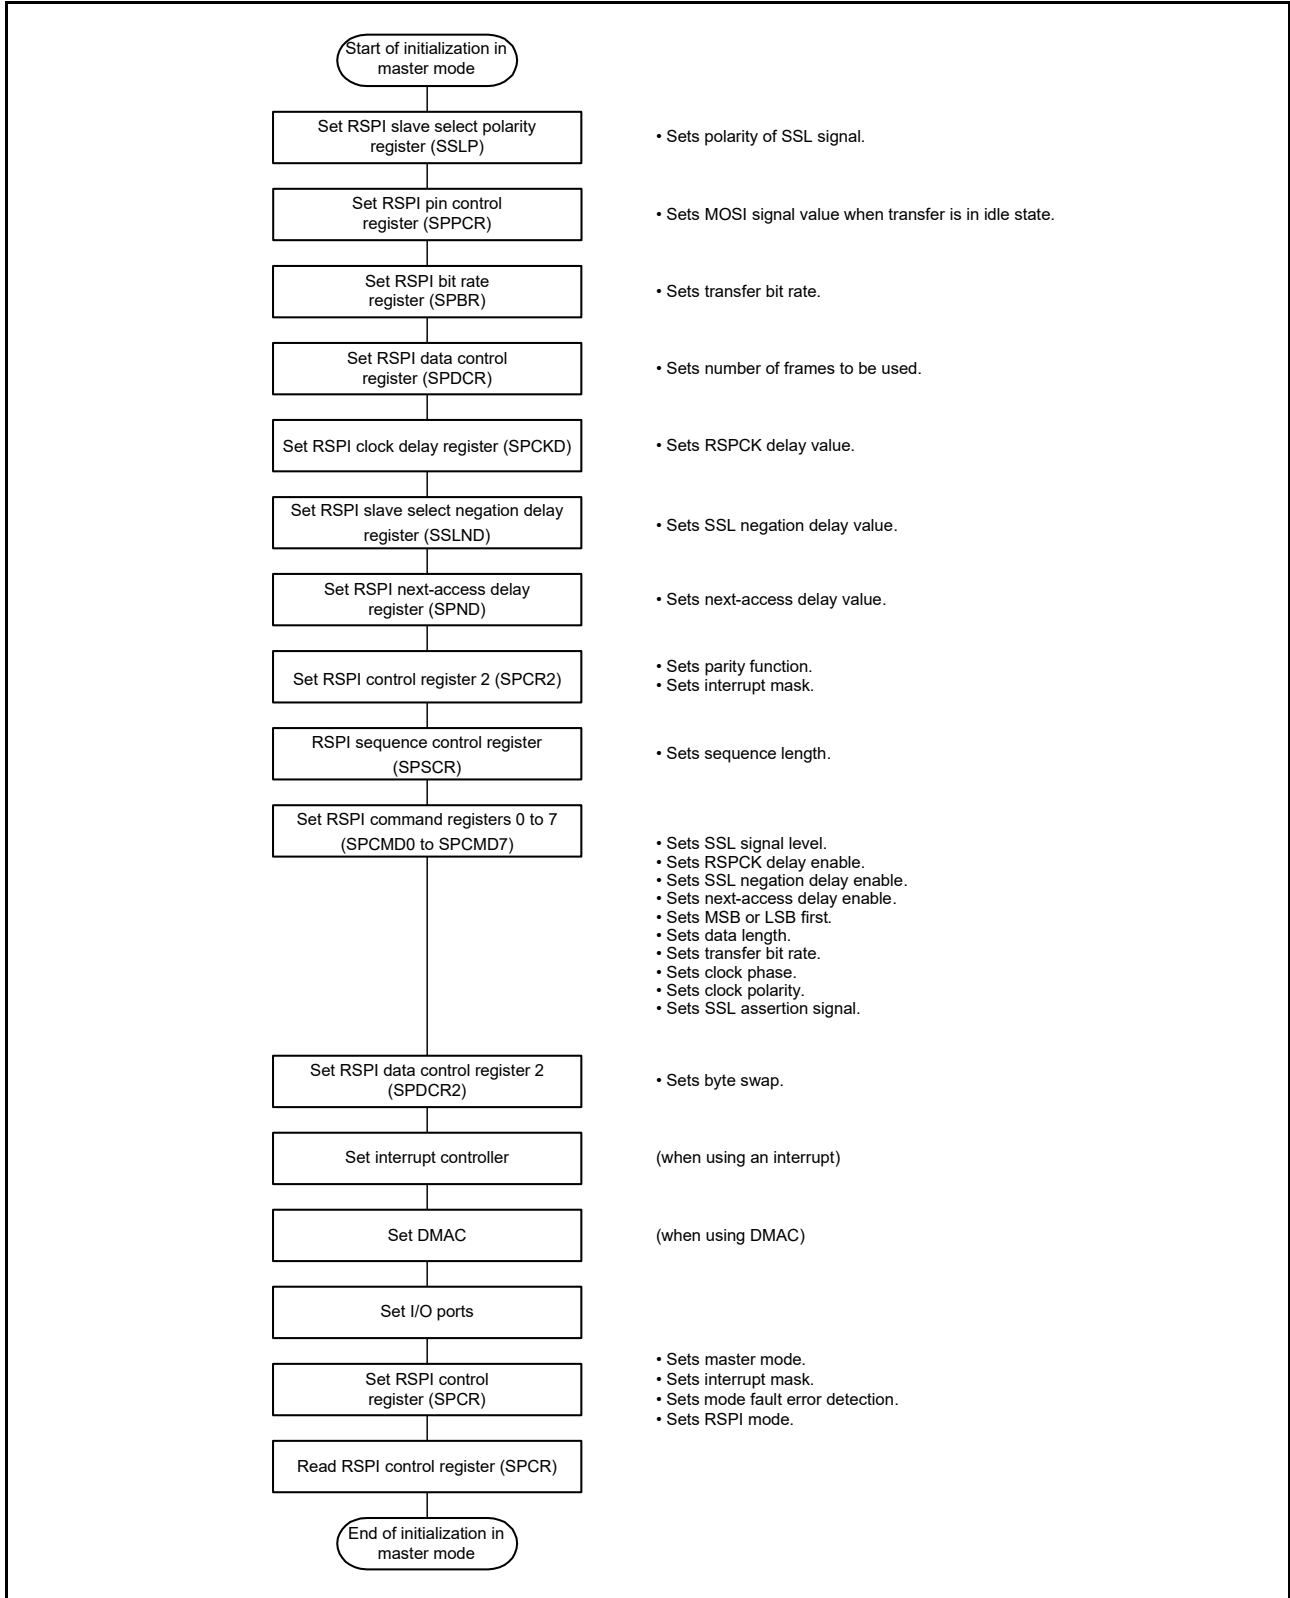 Start of initialization in
master mode
Set RSPI slave select polarity
register (SSLP)
• Sets polarity of SSL signal.
Set RSPI pin control
register (SPPCR)
• Sets MOSI signal value when transfer is in idle state.
Set RSPI bit rate
register (SPBR)
• Sets transfer bit rate.
Set RSPI data control
register (SPDCR)
• Sets number of frames to be used.
Set RSPI clock delay register (SPCKD)
• Sets RSPCK delay value.
Set RSPI slave select negation delay
register (SSLND)
• Sets SSL negation delay value.
Set RSPI next-access delay
register (SPND)
• Sets next-access delay value.
Set RSPI control register 2 (SPCR2)
• Sets parity function.
• Sets interrupt mask.
RSPI sequence control register
(SPSCR)
• Sets sequence length.
Set RSPI command registers 0 to 7
(SPCMD0 to SPCMD7)
• Sets SSL signal level.
• Sets RSPCK delay enable.
• Sets SSL negation delay enable.
• Sets next-access delay enable.
• Sets MSB or LSB first.
• Sets data length.
• Sets transfer bit rate.
• Sets clock phase.
• Sets clock polarity.
• Sets SSL assertion signal.
Set RSPI data control register 2
(SPDCR2)
• Sets byte swap.
Set interrupt controller
(when using an interrupt)
Set DMAC
(when using DMAC)
Set I/O ports
Set RSPI control
register (SPCR)
• Sets master mode.
• Sets interrupt mask.
• Sets mode fault error detection.
• Sets RSPI mode.
Read RSPI control register (SPCR)
End of initialization in
master mode